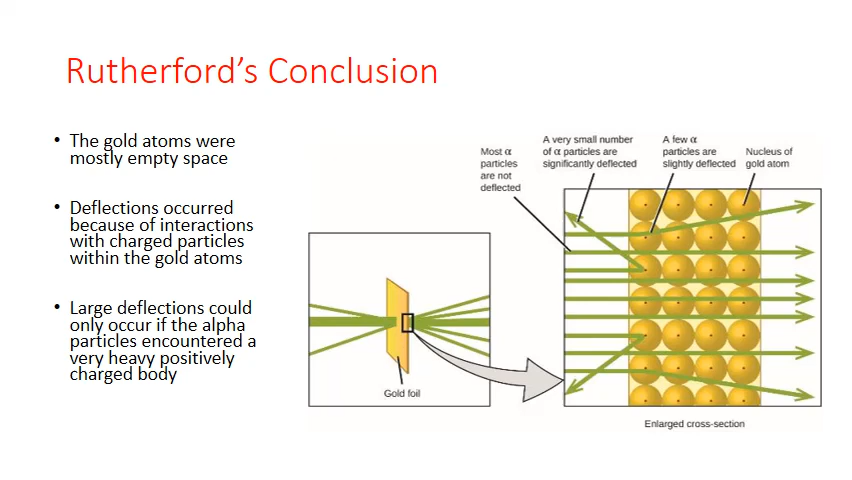 Rutherford's Conclusion
• The gold atoms were
mostly empty space
• Deflections occurred
because of interactions
with charged particles
within the gold atoms
• Large deflections could
only occur if the alpha
particles encountered a
very heavy positively
charged body
Gold foil
Most α
particles
are not
deflected
A very small number
of α particles are
significantly deflected
A few α
particles are
slightly deflected
Nucleus of
gold atom
Enlarged cross-section